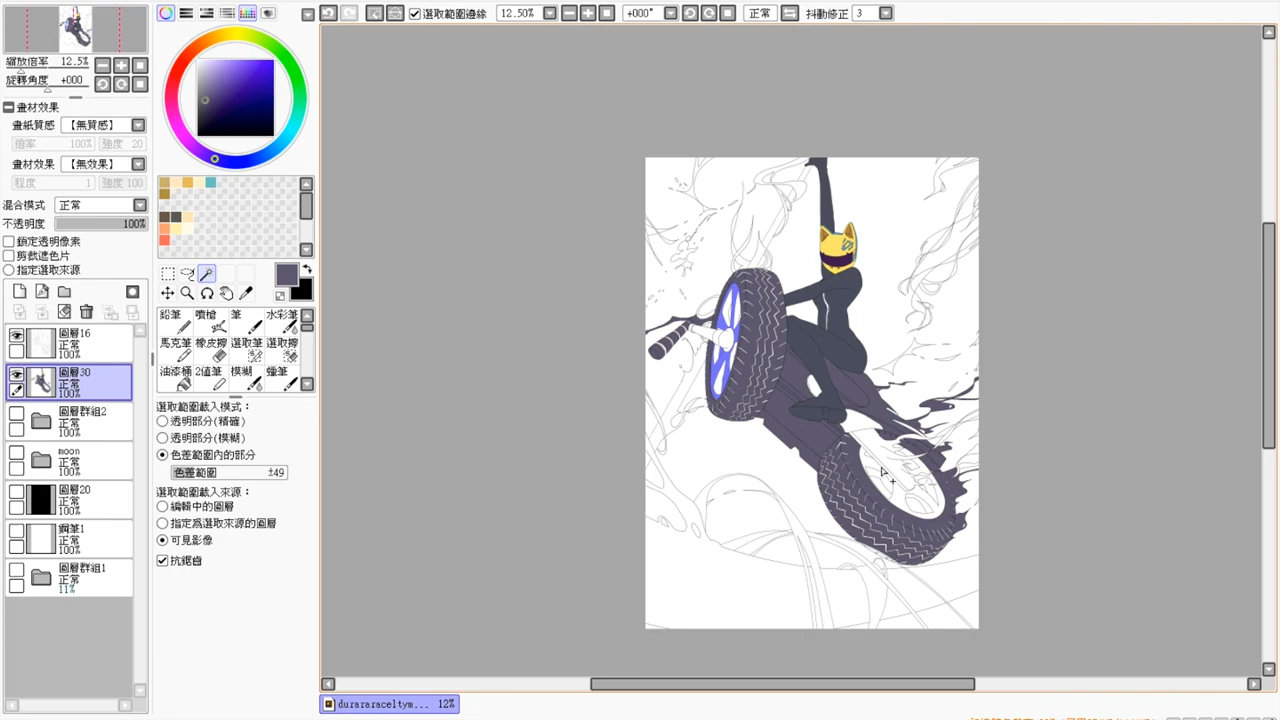 選取範圍邊緣 12.50% +000° 正常 抖動修正 3
縮放倍率 12.5%
旋轉角度 +000
畫材效果
畫紙質感 【無質感】
倍率 100% 強度 20
畫材效果 【無效果】
程度 1 強度 100
混合模式 正常
不透明度 100%
鎖定透明像素
剪裁遮色片
指定選取來源
圖層16
正常
100%
圖層30
正常
100%
圖層群組2
正常
100%
moon
正常
100%
圖層20
正常
100%
鋼筆1
正常
100%
圖層群組1
正常
11%
鉛筆 噴槍 筆 水彩筆
馬克筆 橡皮擦 選取筆 選取擦
油漆桶 2值筆 模糊 蠟筆
選取範圍載入模式:
透明部分(精確)
透明部分(模糊)
色差範圍內的部分
色差範圍 ±49
選取範圍載入來源:
編輯中的圖層
指定為選取來源的圖層
可見影像
抗鋸齒
durararaceltym... 12%